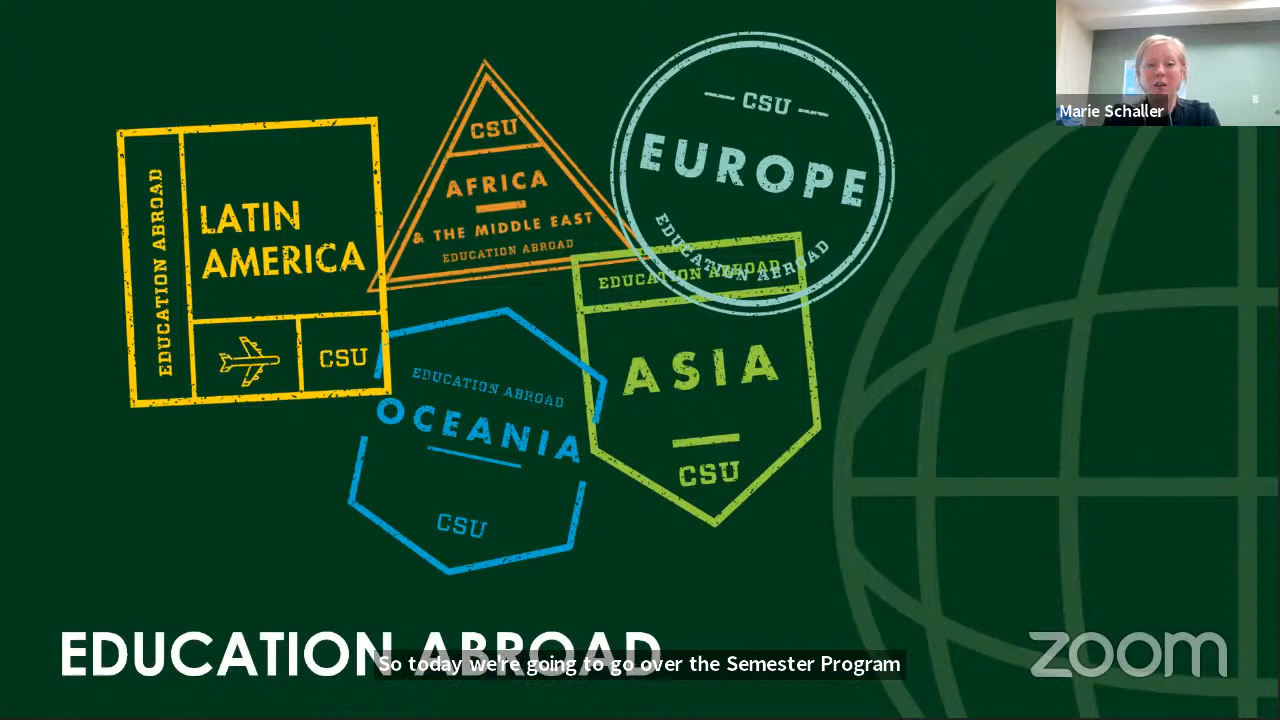 Marie Schaller
EDUCATION ABROAD
LATIN
AMERICA
CSU
CSU
AFRICA
& THE MIDDLE EAST
EDUCATION ABROAD
CSU
EUROPE
EDUCATION ABROAD
EDUCATION ABROAD
ASIA
CSU
EDUCATION ABROAD
OCEANIA
CSU
EDUCATION ABROAD
So today we're going to go over the Semester Program
zoom